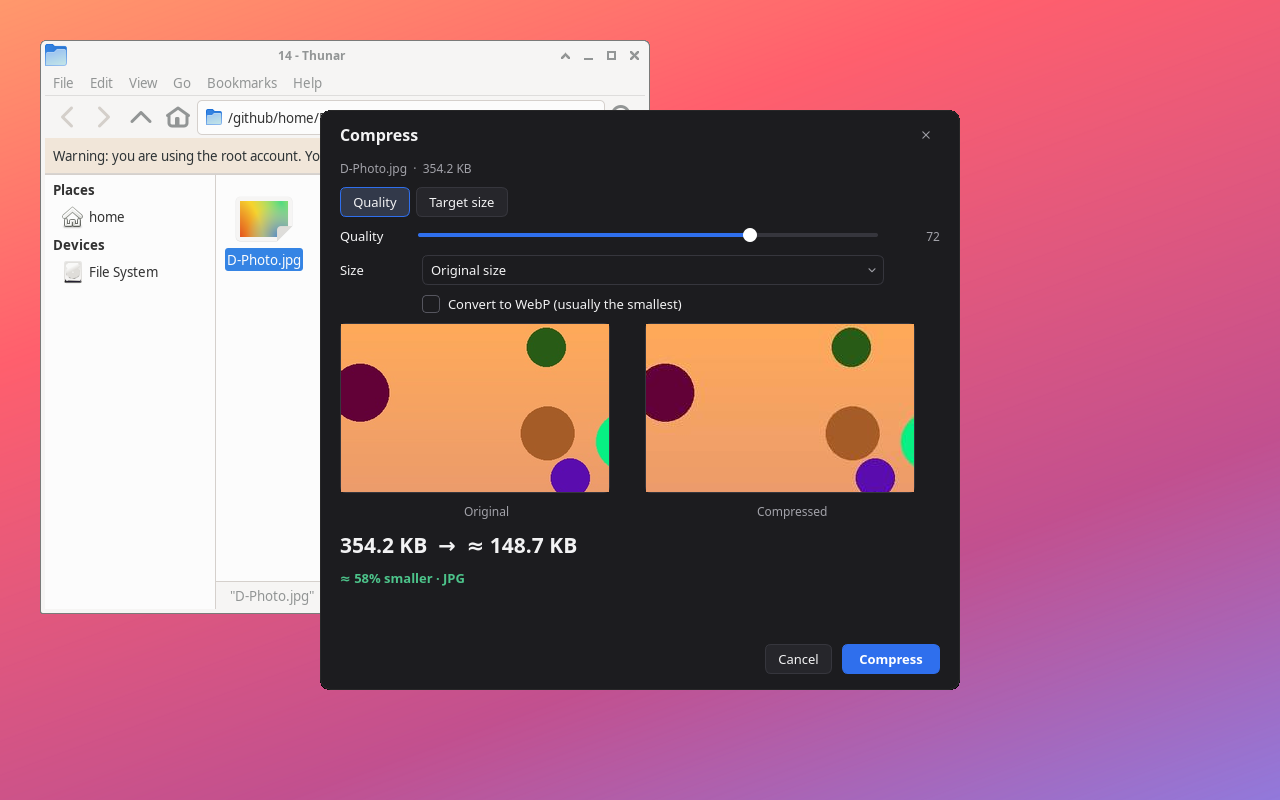 14 - Thunar
File Edit View Go Bookmarks Help
/github/home/
Warning: you are using the root account. Yo
Places
home
Devices
File System
D-Photo.jpg
"D-Photo.jpg"
Compress
×
D-Photo.jpg · 354.2 KB
Quality Target size
Quality 72
Size Original size
Convert to WebP (usually the smallest)
Original Compressed
354.2 KB → ≈ 148.7 KB
≈ 58% smaller · JPG
Cancel Compress